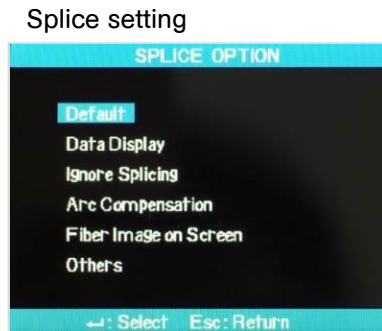 Splice setting
SPLICE OPTION
Default
Data Display
Ignore Splicing
Arc Compensation
Fiber Image on Screen
Others
↵: Select Esc: Return